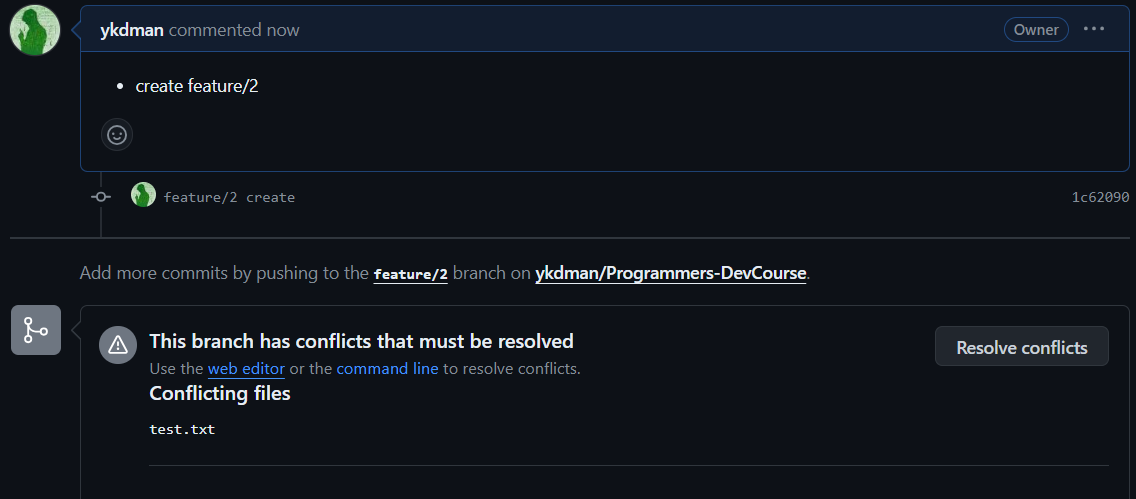 ykdman commented now
Owner
create feature/2
feature/2 create
1c62090
Add more commits by pushing to the feature/2 branch on ykdman/Programmers-DevCourse.
This branch has conflicts that must be resolved
Resolve conflicts
Use the web editor or the command line to resolve conflicts.
Conflicting files
test.txt